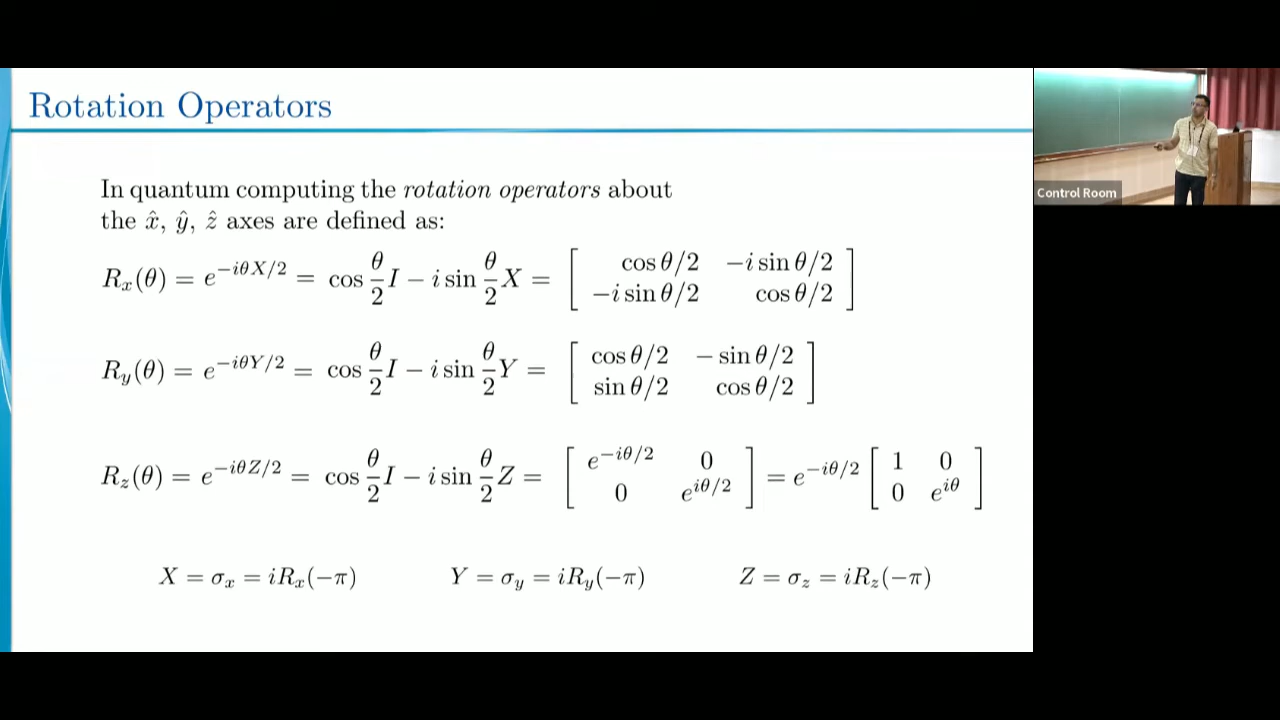 Rotation Operators
In quantum computing the rotation operators about
the x̂, ŷ, ẑ axes are defined as:
Rₓ(θ) = e^{-iθX/2} = cos θ/2 I − i sin θ/2 X = [ cos θ/2 −i sin θ/2 ; −i sin θ/2 cos θ/2 ]
R_y(θ) = e^{-iθY/2} = cos θ/2 I − i sin θ/2 Y = [ cos θ/2 − sin θ/2 ; sin θ/2 cos θ/2 ]
R_z(θ) = e^{-iθZ/2} = cos θ/2 I − i sin θ/2 Z = [ e^{-iθ/2} 0 ; 0 e^{iθ/2} ] = e^{-iθ/2} [ 1 0 ; 0 e^{iθ} ]
X = σₓ = iRₓ(−π) Y = σ_y = iR_y(−π) Z = σ_z = iR_z(−π)
Control Room